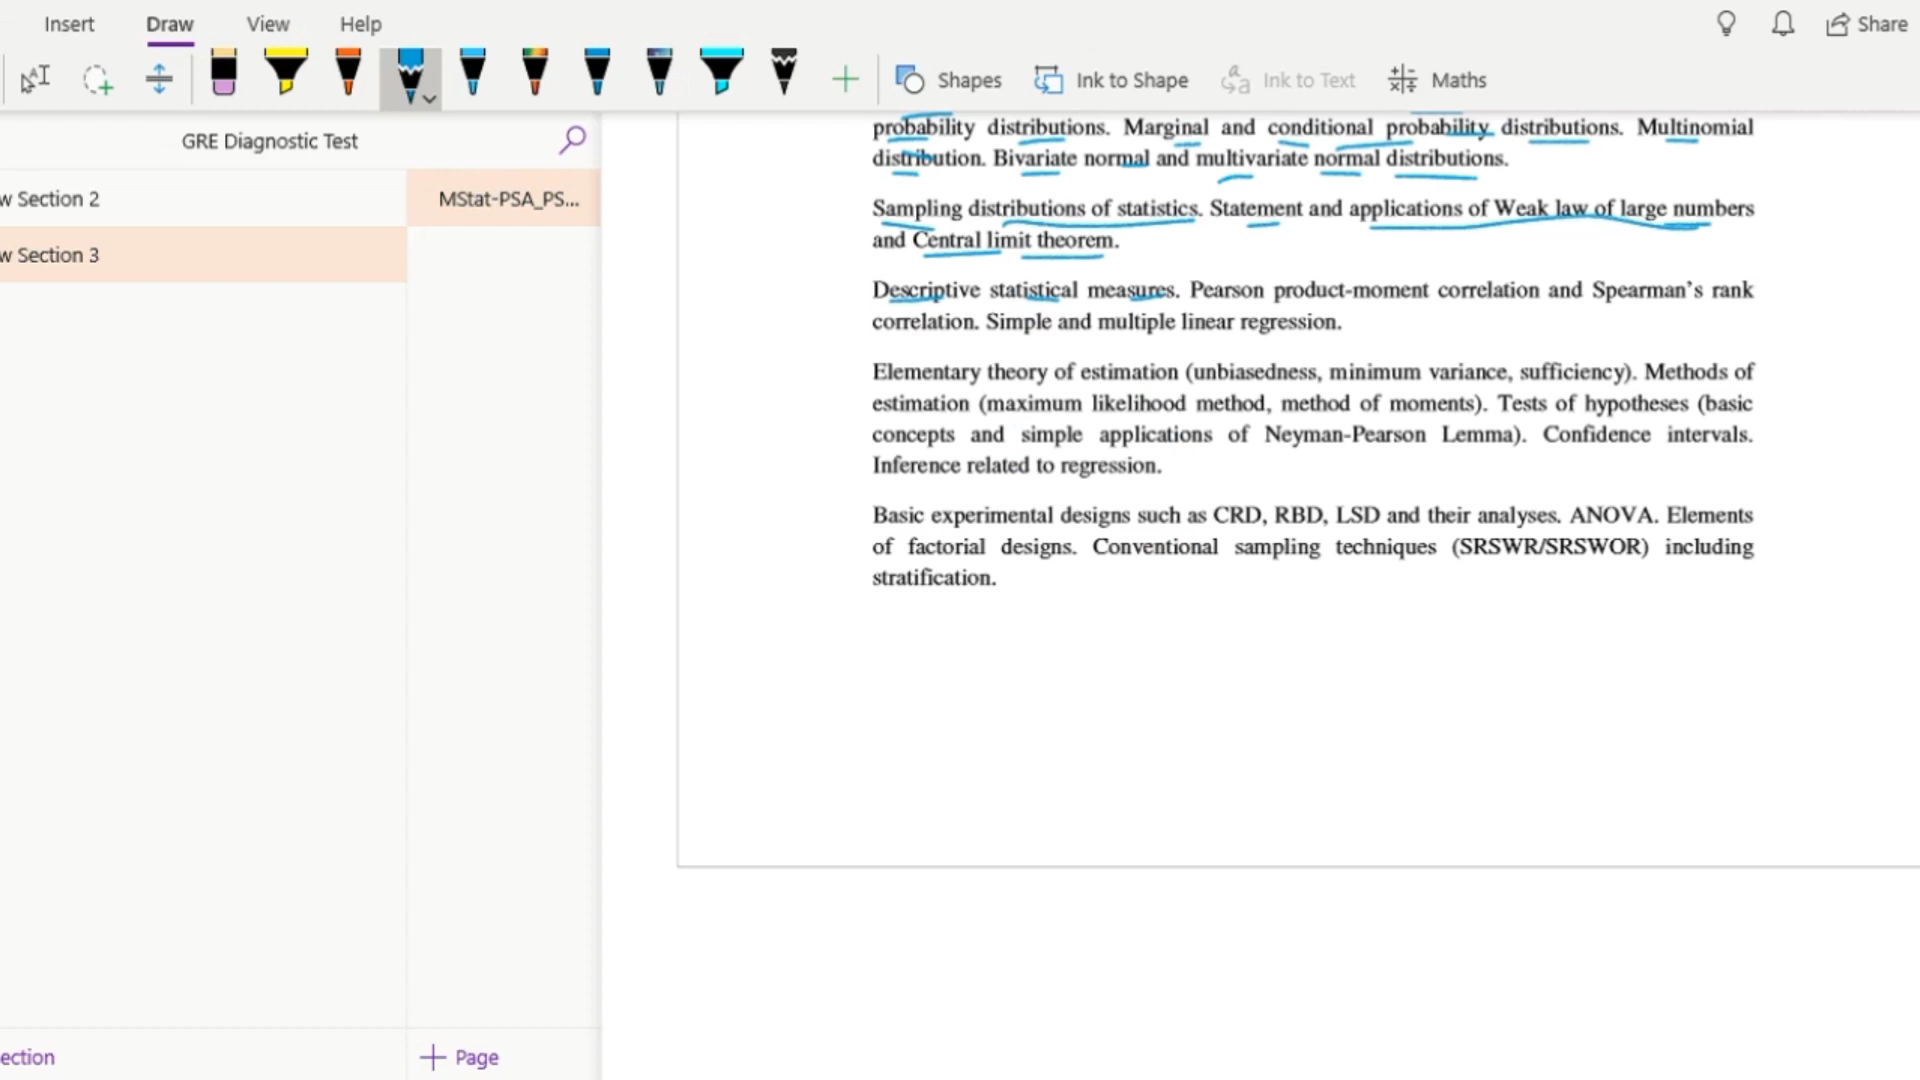 Insert Draw View Help Share
Shapes Ink to Shape Ink to Text Maths
GRE Diagnostic Test
w Section 2
MStat-PSA_PS...
w Section 3
probability distributions. Marginal and conditional probability distributions. Multinomial
distribution. Bivariate normal and multivariate normal distributions.
Sampling distributions of statistics. Statement and applications of Weak law of large numbers
and Central limit theorem.
Descriptive statistical measures. Pearson product-moment correlation and Spearman's rank
correlation. Simple and multiple linear regression.
Elementary theory of estimation (unbiasedness, minimum variance, sufficiency). Methods of
estimation (maximum likelihood method, method of moments). Tests of hypotheses (basic
concepts and simple applications of Neyman-Pearson Lemma). Confidence intervals.
Inference related to regression.
Basic experimental designs such as CRD, RBD, LSD and their analyses. ANOVA. Elements
of factorial designs. Conventional sampling techniques (SRSWR/SRSWOR) including
stratification.
ection
Page